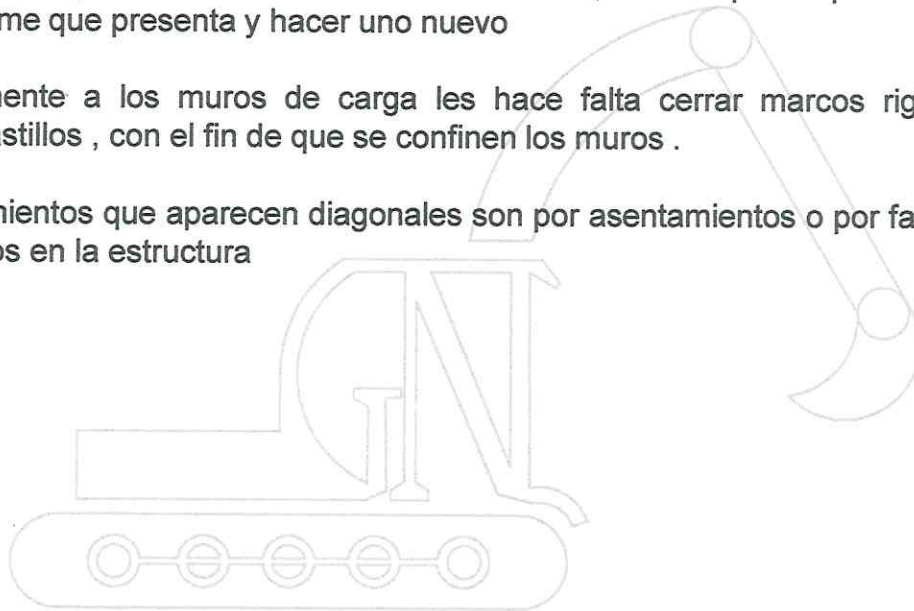 me que presenta y hacer uno nuevo
ente a los muros de carga les hace falta cerrar marcos rig
stillos , con el fin de que se confinen los muros .
ientos que aparecen diagonales son por asentamientos o por fa
os en la estructura